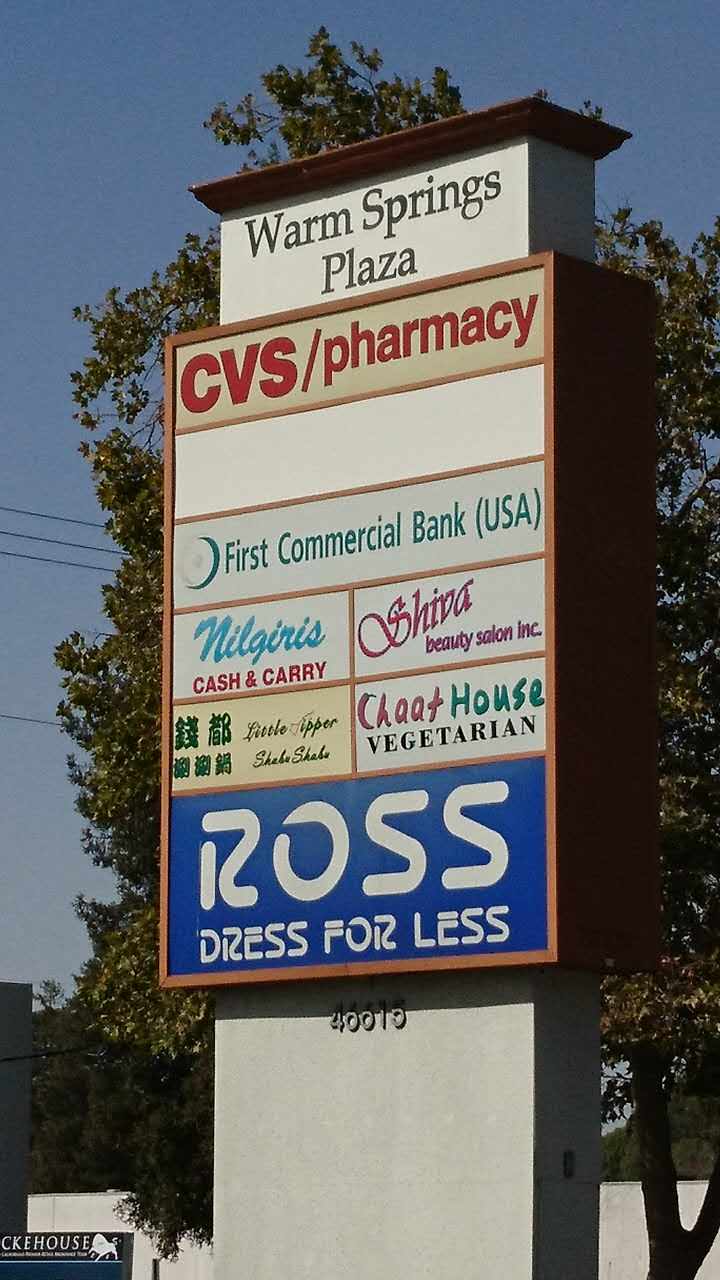 Warm Springs
Plaza
CVS/pharmacy
First Commercial Bank (USA)
Nilgiris
CASH & CARRY
Shiva
beauty salon inc.
錢都 Little Tipper
涮涮鍋 Shabu Shabu
Chaat House
VEGETARIAN
ROSS
DRESS FOR LESS
46615
CKEHOUSE